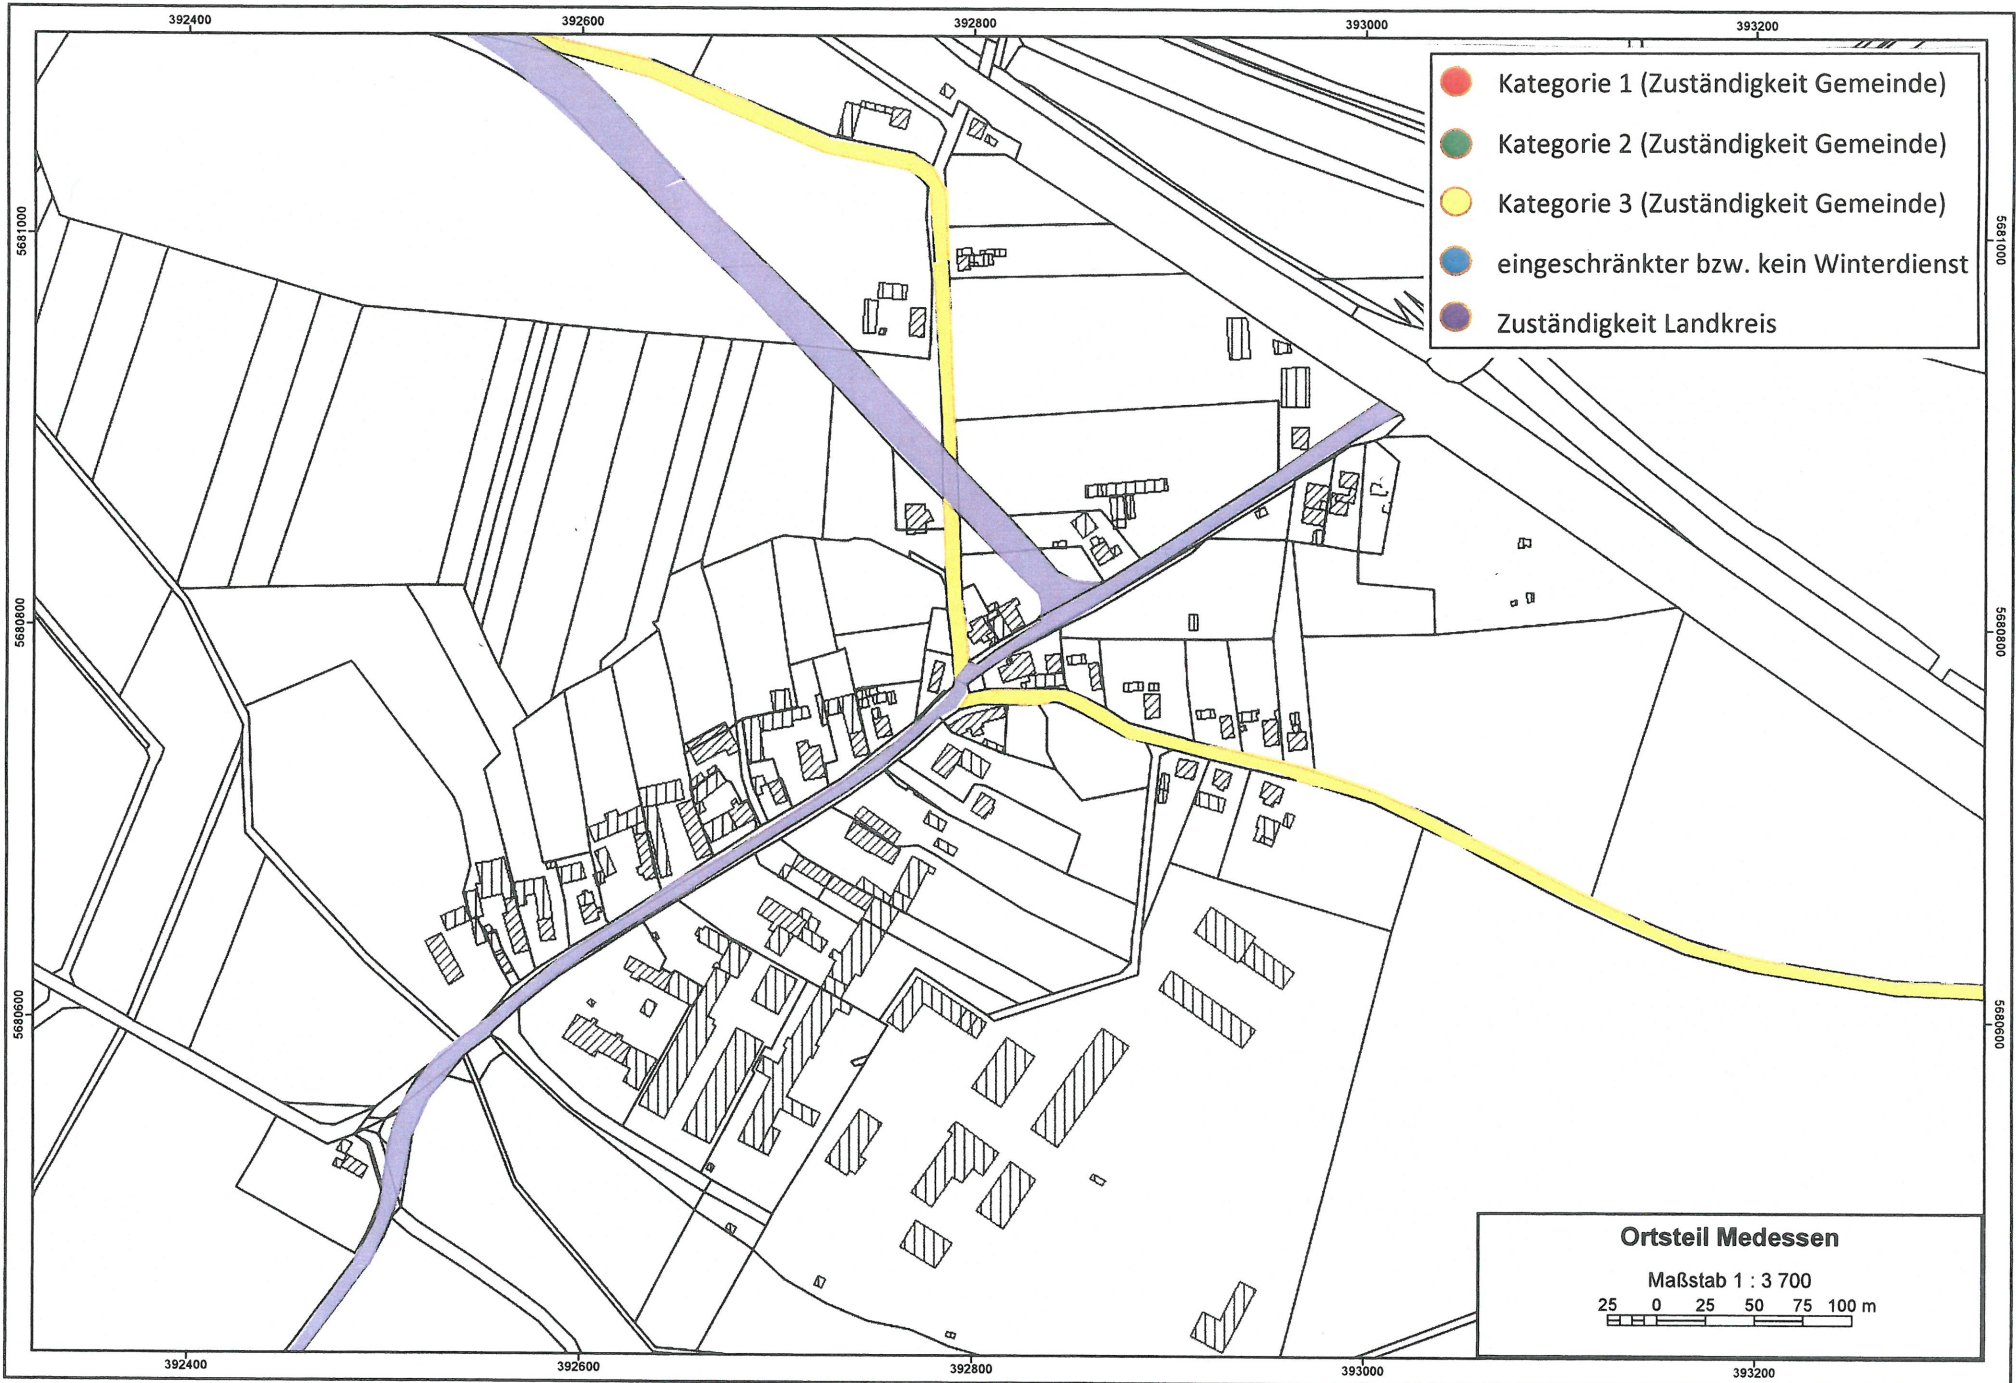 392400
392600
392800
393000
393200
Kategorie 1 (Zuständigkeit Gemeinde)
Kategorie 2 (Zuständigkeit Gemeinde)
Kategorie 3 (Zuständigkeit Gemeinde)
eingeschränkter bzw. kein Winterdienst
Zuständigkeit Landkreis
5681000
5681000
5680800
5680800
5680600
5680600
Ortsteil Medessen
Maßstab 1 : 3 700
25 0 25 50 75 100 m
392400
392600
392800
393000
393200